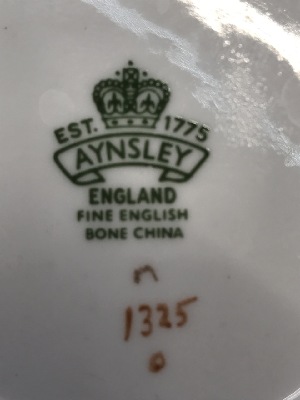 EST. 1775
AYNSLEY
ENGLAND
FINE ENGLISH
BONE CHINA
n
1325
o